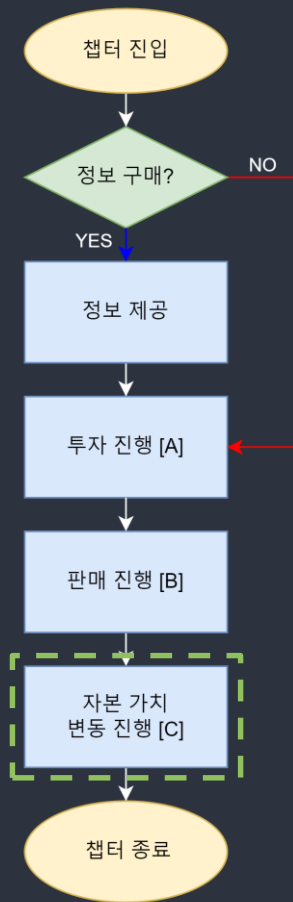 챕터 진입
정보 구매?
NO
YES
정보 제공
투자 진행 [A]
판매 진행 [B]
자본 가치
변동 진행 [C]
챕터 종료